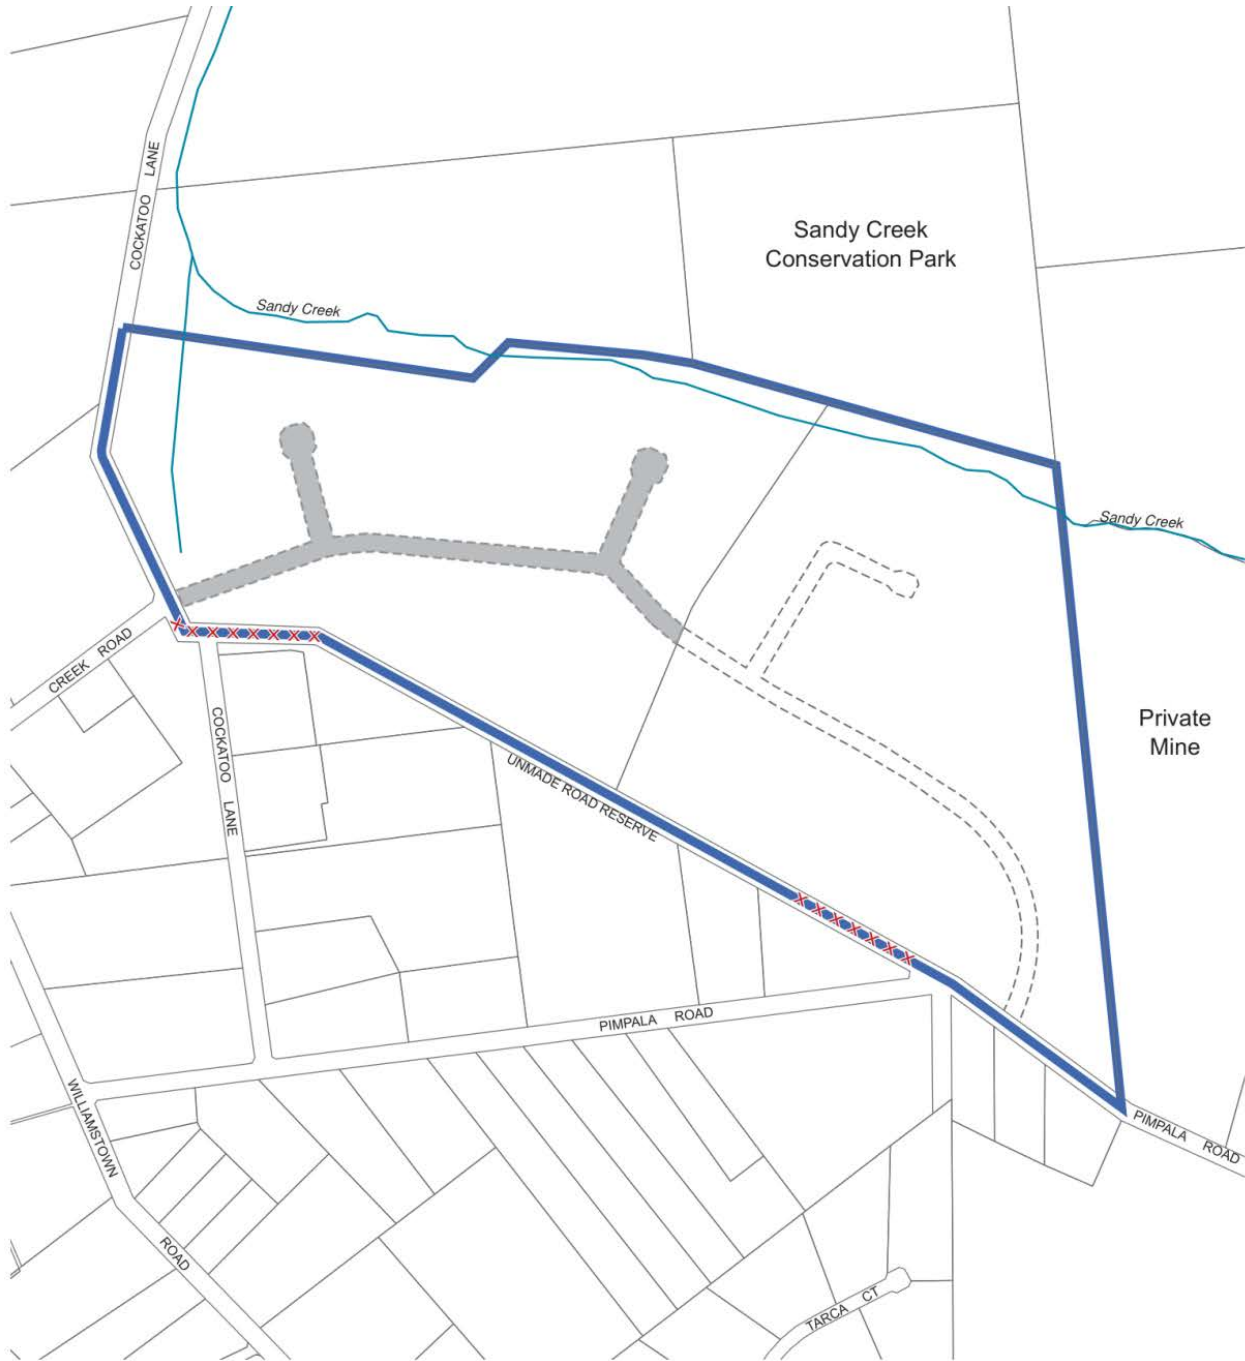 COCKATOO LANE
Sandy Creek
Conservation Park
Sandy Creek
Sandy Creek
CREEK ROAD
COCKATOO LANE
UNMADE ROAD RESERVE
Private
Mine
PIMPALA ROAD
WILLIAMSTOWN
ROAD
PIMPALA ROAD
TARCA CT